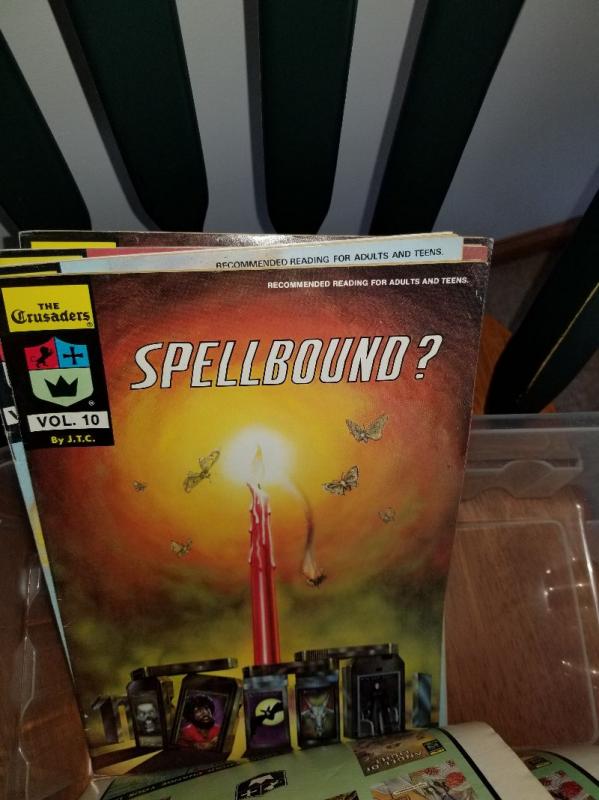 RECOMMENDED READING FOR ADULTS AND TEENS.
RECOMMENDED READING FOR ADULTS AND TEENS.
THE
Crusaders®
SPELLBOUND?
®
VOL. 10
By J.T.C.